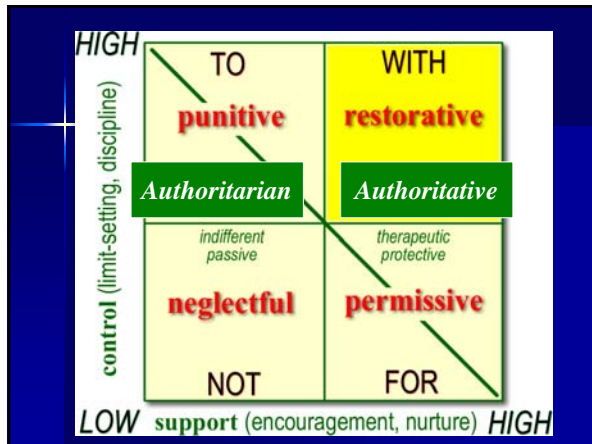 HIGH
TO
WITH
punitive
restorative
Authoritarian
Authoritative
indifferent
passive
therapeutic
protective
neglectful
permissive
NOT
FOR
control (limit-setting, discipline)
LOW support (encouragement, nurture) HIGH